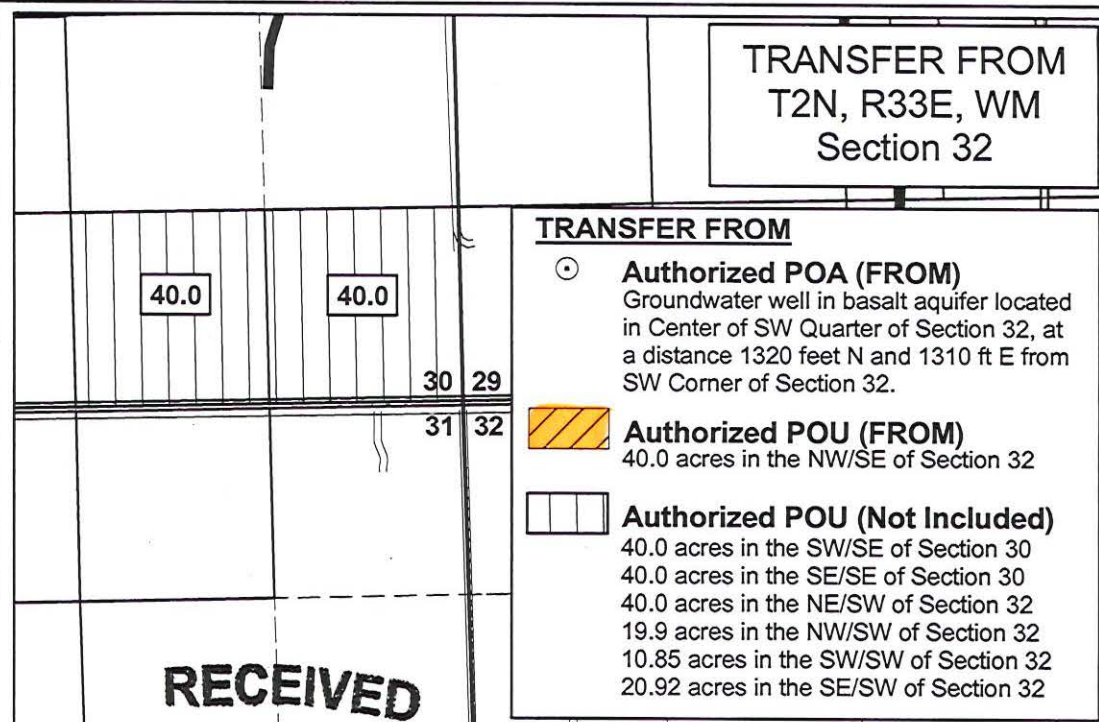 TRANSFER FROM
T2N, R33E, WM
Section 32
TRANSFER FROM
Authorized POA (FROM)
Groundwater well in basalt aquifer located
in Center of SW Quarter of Section 32, at
a distance 1320 feet N and 1310 ft E from
SW Corner of Section 32.
Authorized POU (FROM)
40.0 acres in the NW/SE of Section 32
Authorized POU (Not Included)
40.0 acres in the SW/SE of Section 30
40.0 acres in the SE/SE of Section 30
40.0 acres in the NE/SW of Section 32
19.9 acres in the NW/SW of Section 32
10.85 acres in the SW/SW of Section 32
20.92 acres in the SE/SW of Section 32
40.0
40.0
30 29
31 32
RECEIVED